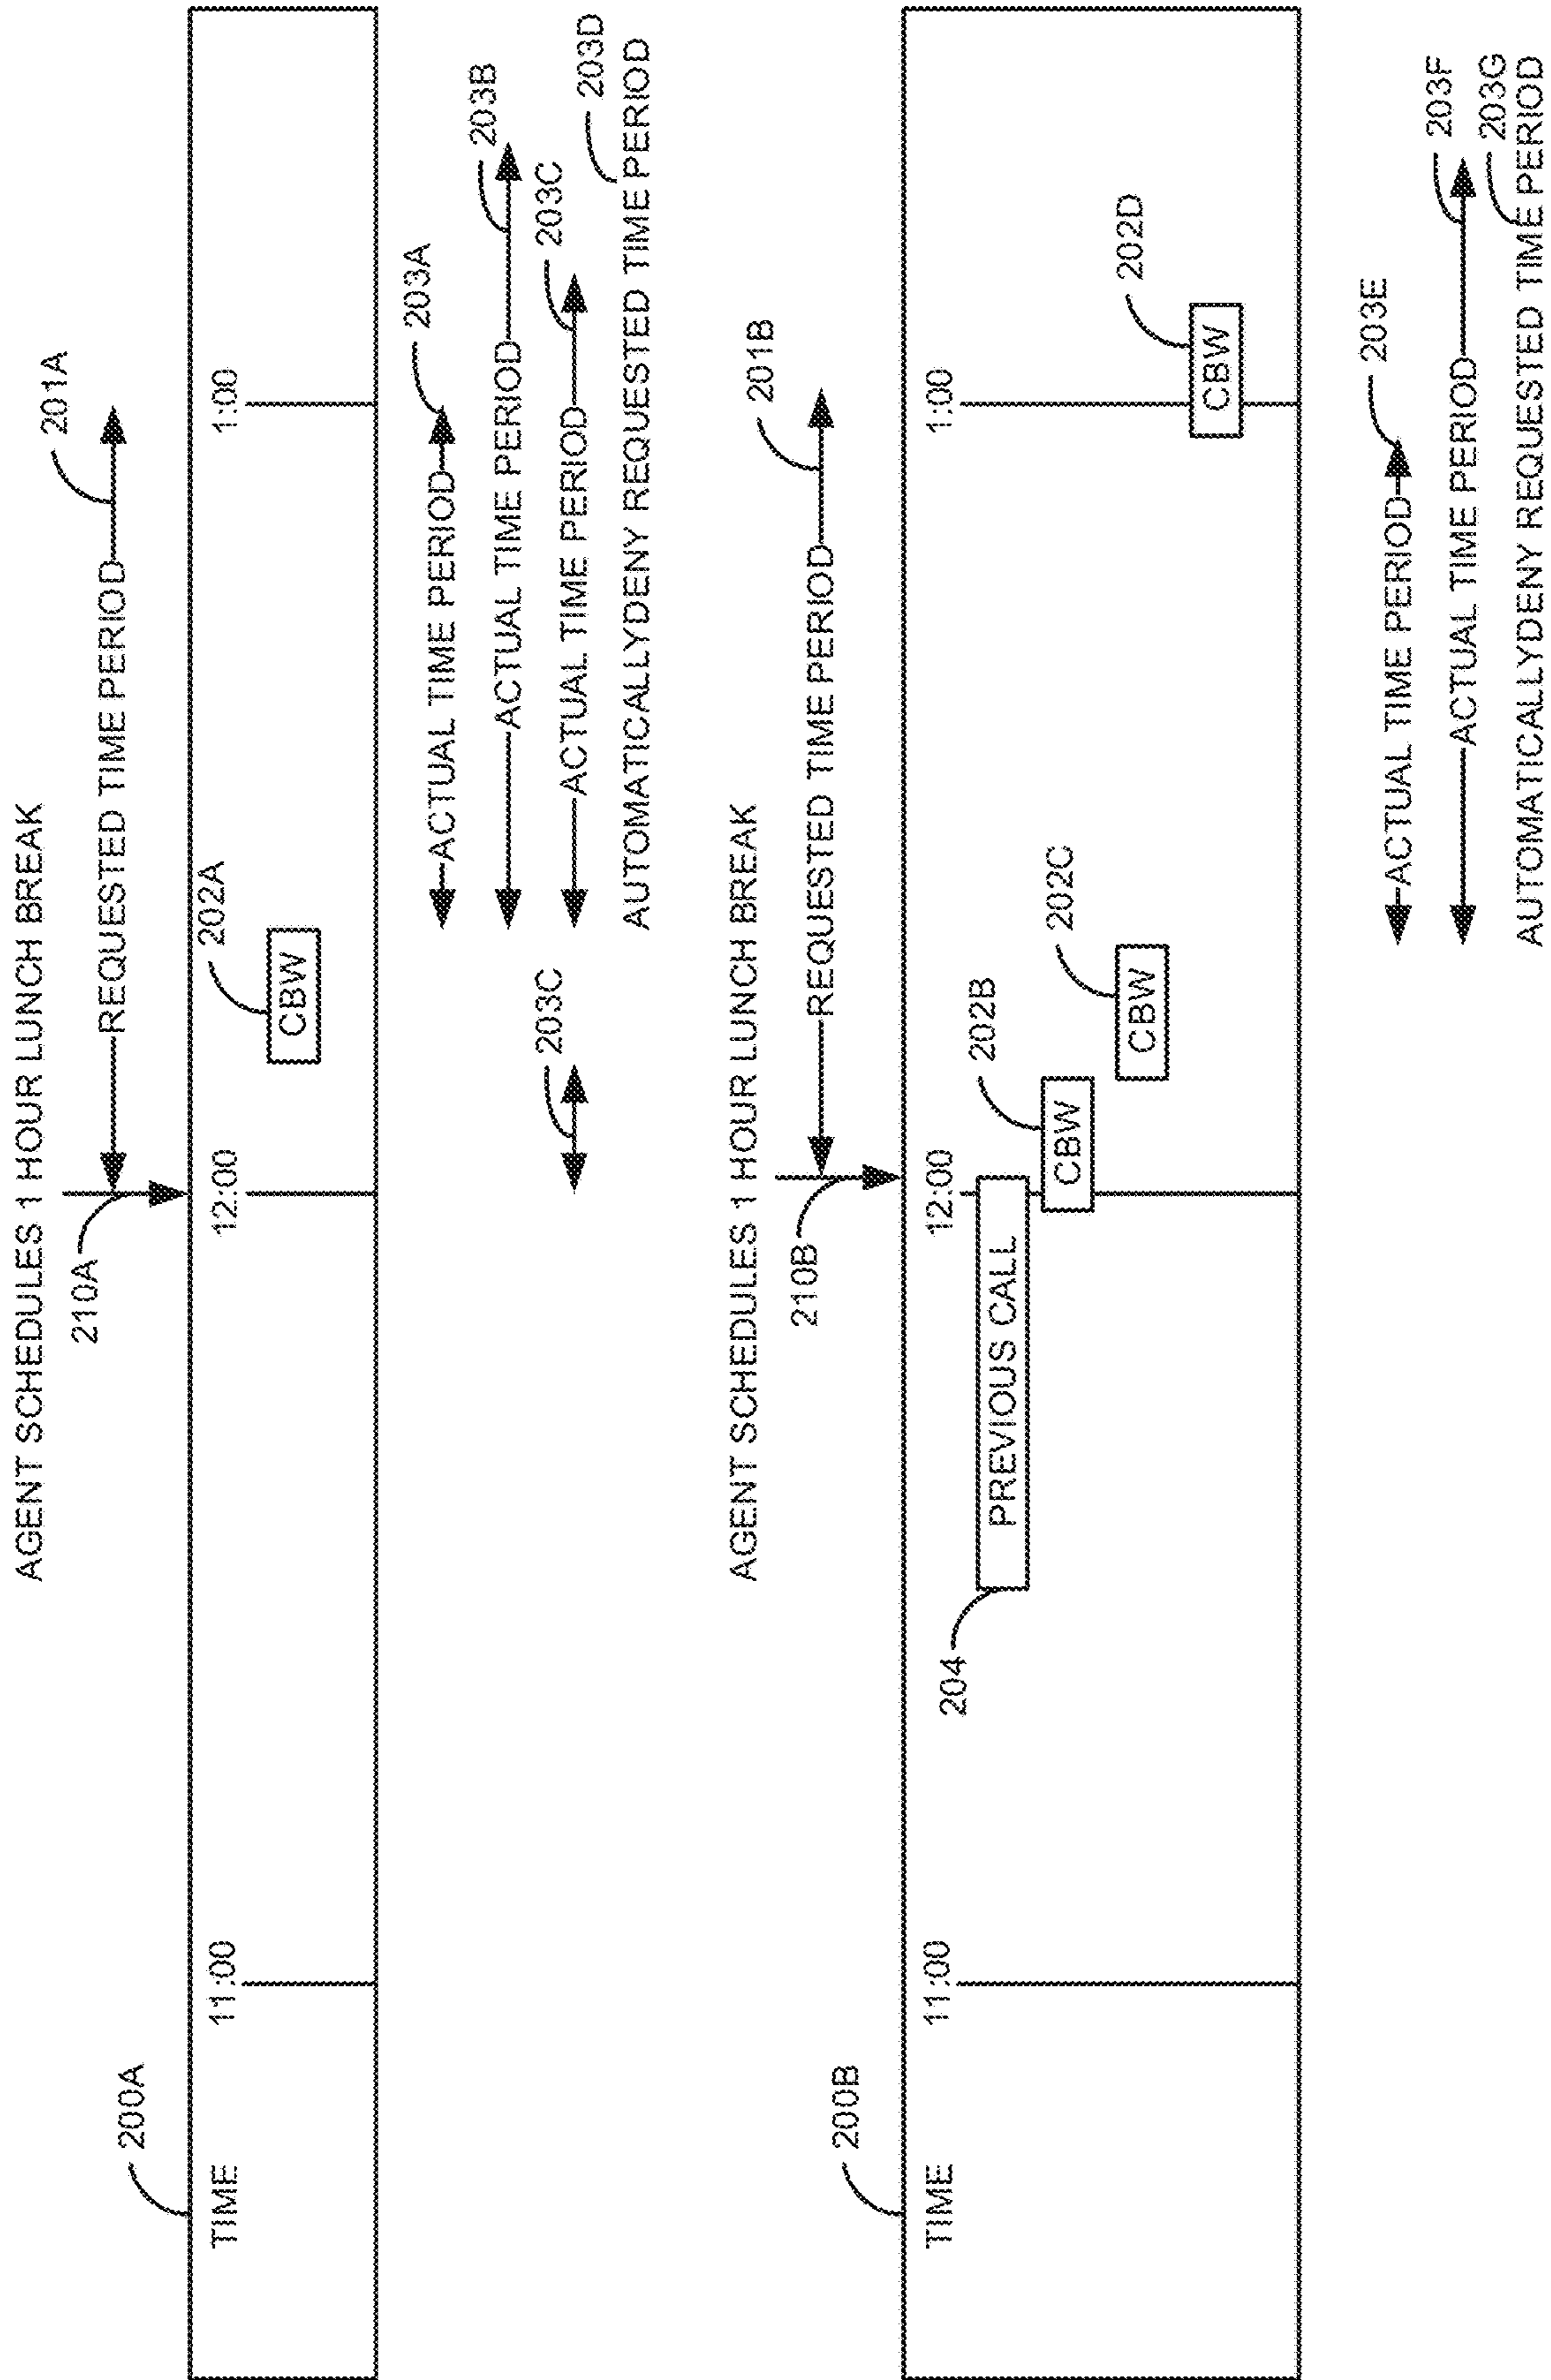 AGENT SCHEDULES 1 HOUR LUNCH BREAK
210A
REQUESTED TIME PERIOD
201A
200A
TIME
11:00
12:00
1:00
202A
CBW
203A
ACTUAL TIME PERIOD
203B
ACTUAL TIME PERIOD
203C
203C
ACTUAL TIME PERIOD
203D
AUTOMATICALLYDENY REQUESTED TIME PERIOD
AGENT SCHEDULES 1 HOUR LUNCH BREAK
210B
REQUESTED TIME PERIOD
201B
200B
TIME
11:00
12:00
1:00
204
PREVIOUS CALL
202B
CBW
202C
CBW
202D
CBW
203E
ACTUAL TIME PERIOD
203F
ACTUAL TIME PERIOD
203G
AUTOMATICALLYDENY REQUESTED TIME PERIOD